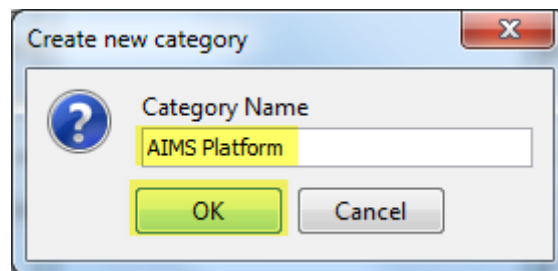 Create new category
X
?
Category Name
AIMS Platform
OK
Cancel